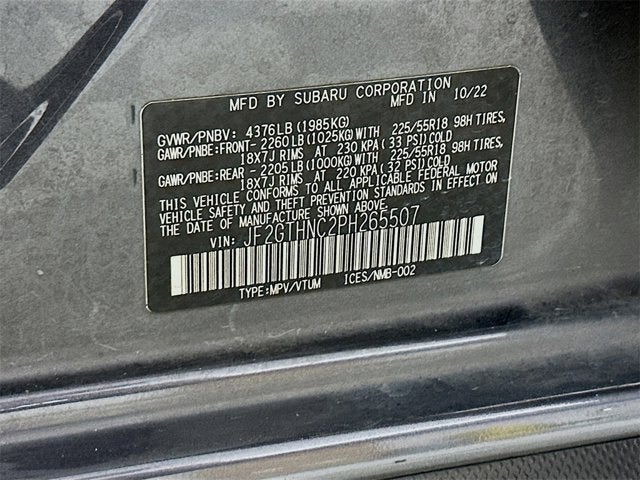 MFD BY SUBARU CORPORATION
MFD IN 10/22
GVWR/PNBV: 4376LB(1985KG)
GAWR/PNBE:FRONT- 2260LB(1025KG)WITH 225/55R18 98H TIRES,
18X7J RIMS AT 230 KPA( 33 PSI)COLD
GAWR/PNBE:REAR - 2205LB(1000KG)WITH 225/55R18 98H TIRES,
18X7J RIMS AT 220 KPA( 32 PSI)COLD
THIS VEHICLE CONFORMS TO ALL APPLICABLE FEDERAL MOTOR
VEHICLE SAFETY AND THEFT PREVENTION STANDARDS IN EFFECT ON
THE DATE OF MANUFACTURE SHOWN ABOVE.
VIN: JF2GTHNC2PH265507
TYPE:MPV/VTUM ICES/NMB-002